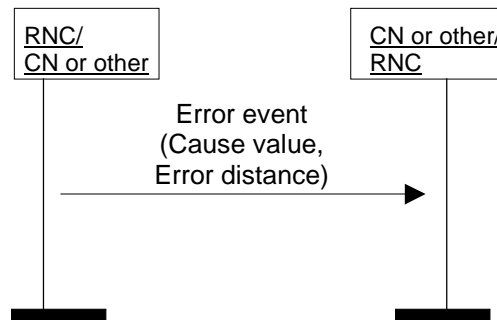 RNC/
CN or other
CN or other/
RNC
Error event
(Cause value,
Error distance)